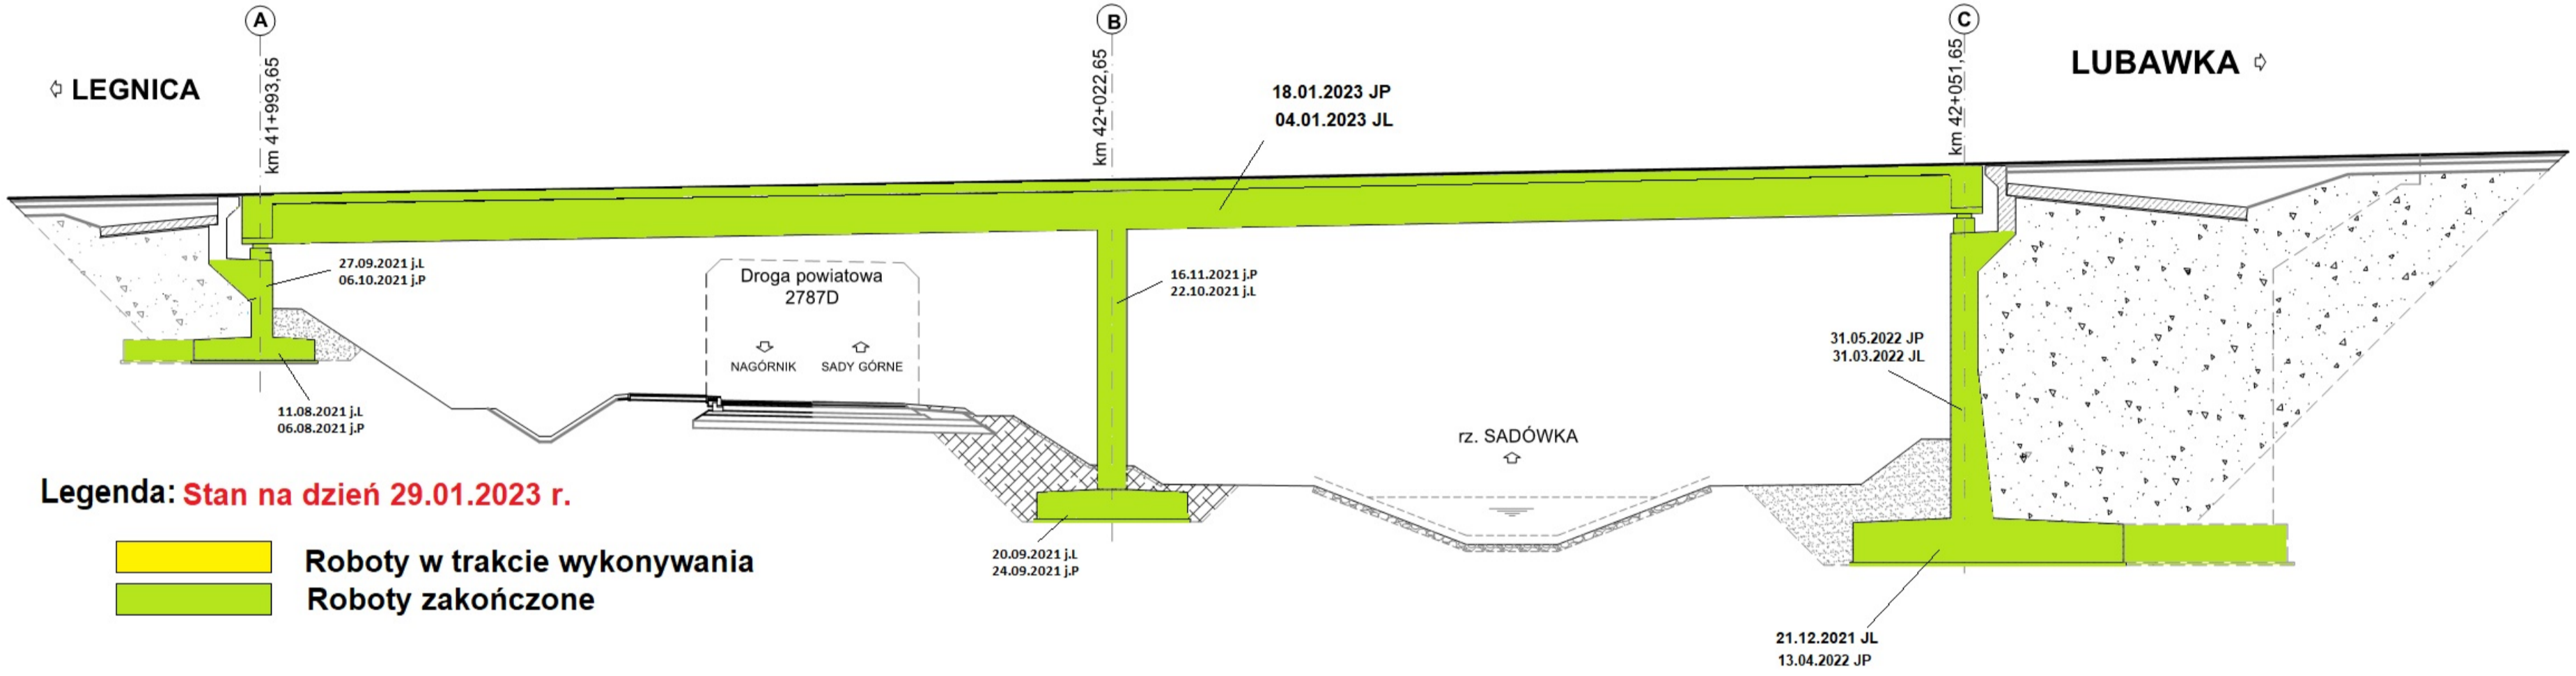 A
B
C
km 41+993,65
km 42+022,65
km 42+051,65
LEGNICA
LUBAWKA
18.01.2023 JP
04.01.2023 JL
27.09.2021 j.L
06.10.2021 j.P
Droga powiatowa
2787D
NAGÓRNIK SADY GÓRNE
16.11.2021 j.P
22.10.2021 j.L
31.05.2022 JP
31.03.2022 JL
11.08.2021 j.L
06.08.2021 j.P
rz. SADÓWKA
Legenda: Stan na dzień 29.01.2023 r.
Roboty w trakcie wykonywania
Roboty zakończone
20.09.2021 j.L
24.09.2021 j.P
21.12.2021 JL
13.04.2022 JP